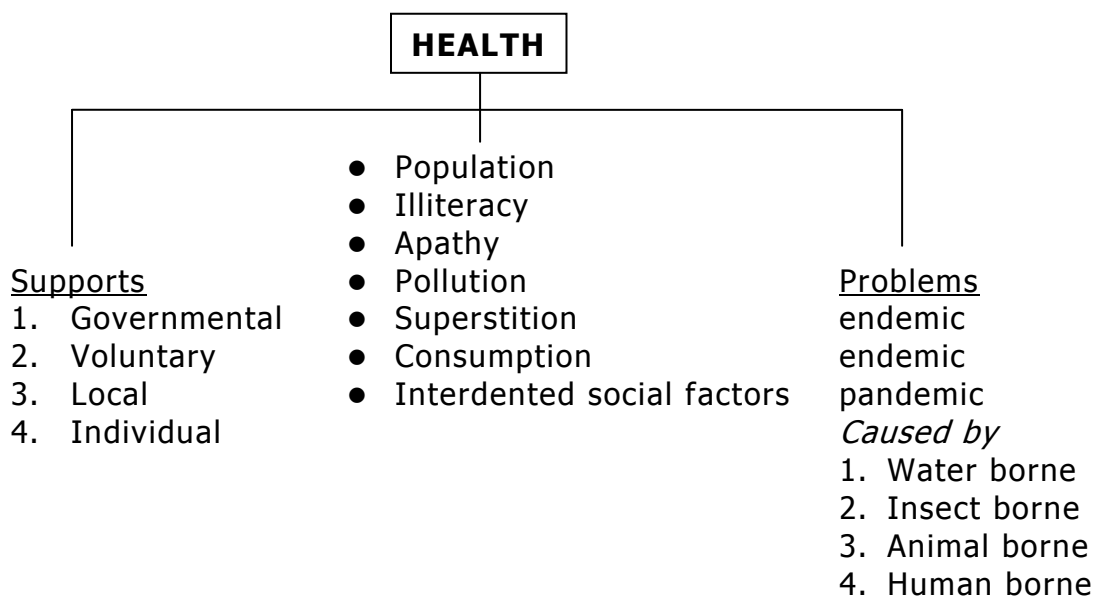 HEALTH
Supports
1. Governmental
2. Voluntary
3. Local
4. Individual
● Population
● Illiteracy
● Apathy
● Pollution
● Superstition
● Consumption
● Interdented social factors
Problems
endemic
endemic
pandemic
Caused by
1. Water borne
2. Insect borne
3. Animal borne
4. Human borne